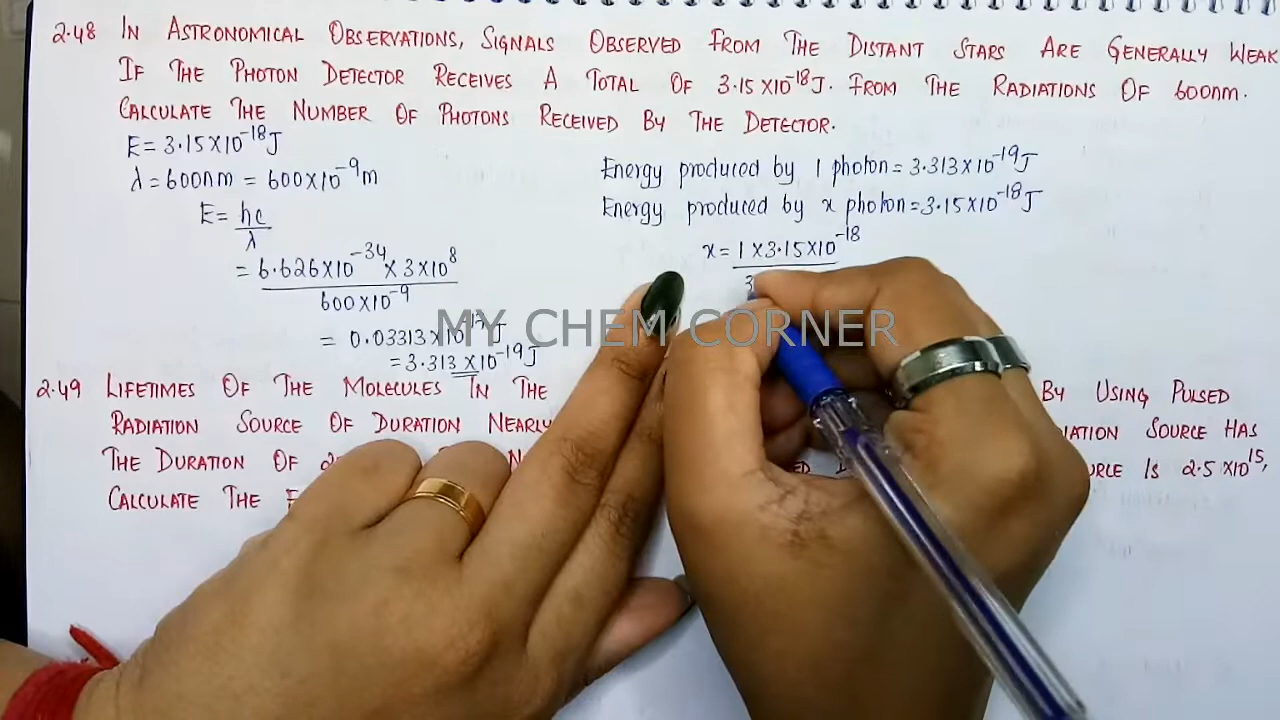 2.48 IN ASTRONOMICAL OBSERVATIONS, SIGNALS OBSERVED FROM THE DISTANT STARS ARE GENERALLY WEAK
IF THE PHOTON DETECTOR RECEIVES A TOTAL OF 3.15×10⁻¹⁸J. FROM THE RADIATIONS OF 600nm.
CALCULATE THE NUMBER OF PHOTONS RECEIVED BY THE DETECTOR.
E = 3.15×10⁻¹⁸J
λ = 600nm = 600×10⁻⁹m
E = hc/λ
= 6.626×10⁻³⁴ × 3×10⁸
600×10⁻⁹
= 0.03313×10⁻¹⁷J
= 3.313×10⁻¹⁹J
Energy produced by 1 photon = 3.313×10⁻¹⁹J
Energy produced by x photon = 3.15×10⁻¹⁸J
x = 1×3.15×10⁻¹⁸
3
MY CHEM CORNER
2.49 LIFETIMES OF THE MOLECULES IN THE BY USING PULSED
RADIATION SOURCE OF DURATION NEARLY SOURCE HAS
THE DURATION OF IS 2.5×10¹⁵,
CALCULATE THE